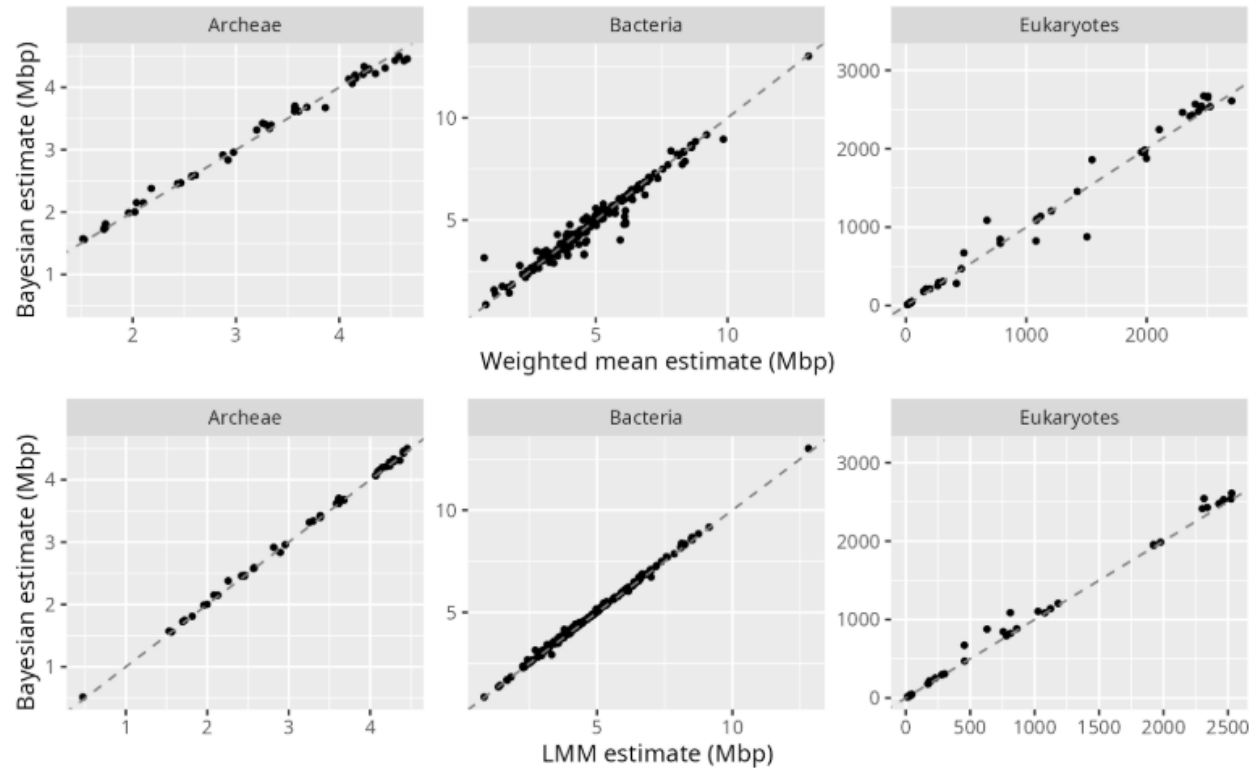 Archeae Bacteria Eukaryotes
Bayesian estimate (Mbp)
4
3
2
1
10
5
3000
2000
1000
0
2 3 4 5 10 0 1000 2000
Weighted mean estimate (Mbp)
Archeae Bacteria Eukaryotes
Bayesian estimate (Mbp)
4
3
2
1
10
5
3000
2000
1000
0
1 2 3 4 5 10 0 500 1000 1500 2000 2500
LMM estimate (Mbp)